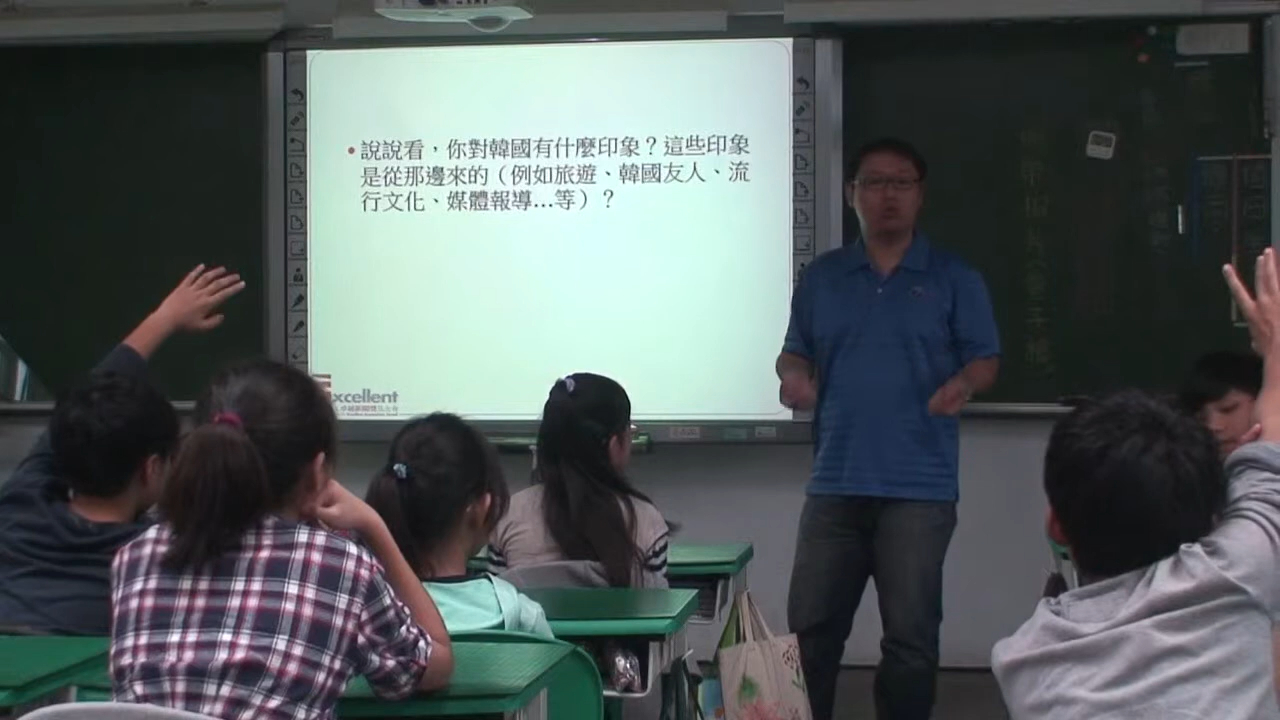 • 說說看，你對韓國有什麼印象？這些印象
是從那邊來的（例如旅遊、韓國友人、流
行文化、媒體報導…等）？
xcellent